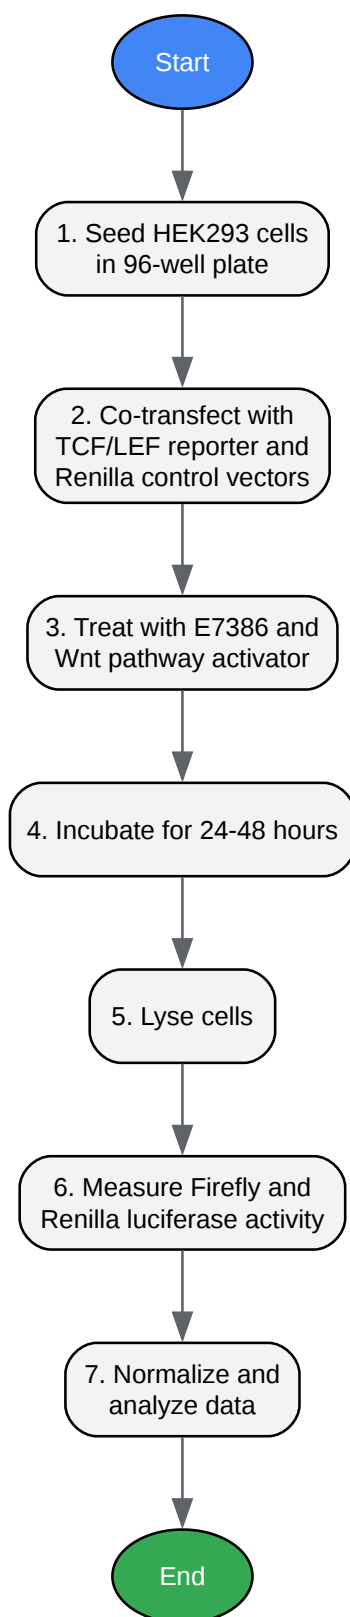 Start
1. Seed HEK293 cells
in 96-well plate
2. Co-transfect with
TCF/LEF reporter and
Renilla control vectors
3. Treat with E7386 and
Wnt pathway activator
4. Incubate for 24-48 hours
5. Lyse cells
6. Measure Firefly and
Renilla luciferase activity
7. Normalize and
analyze data
End